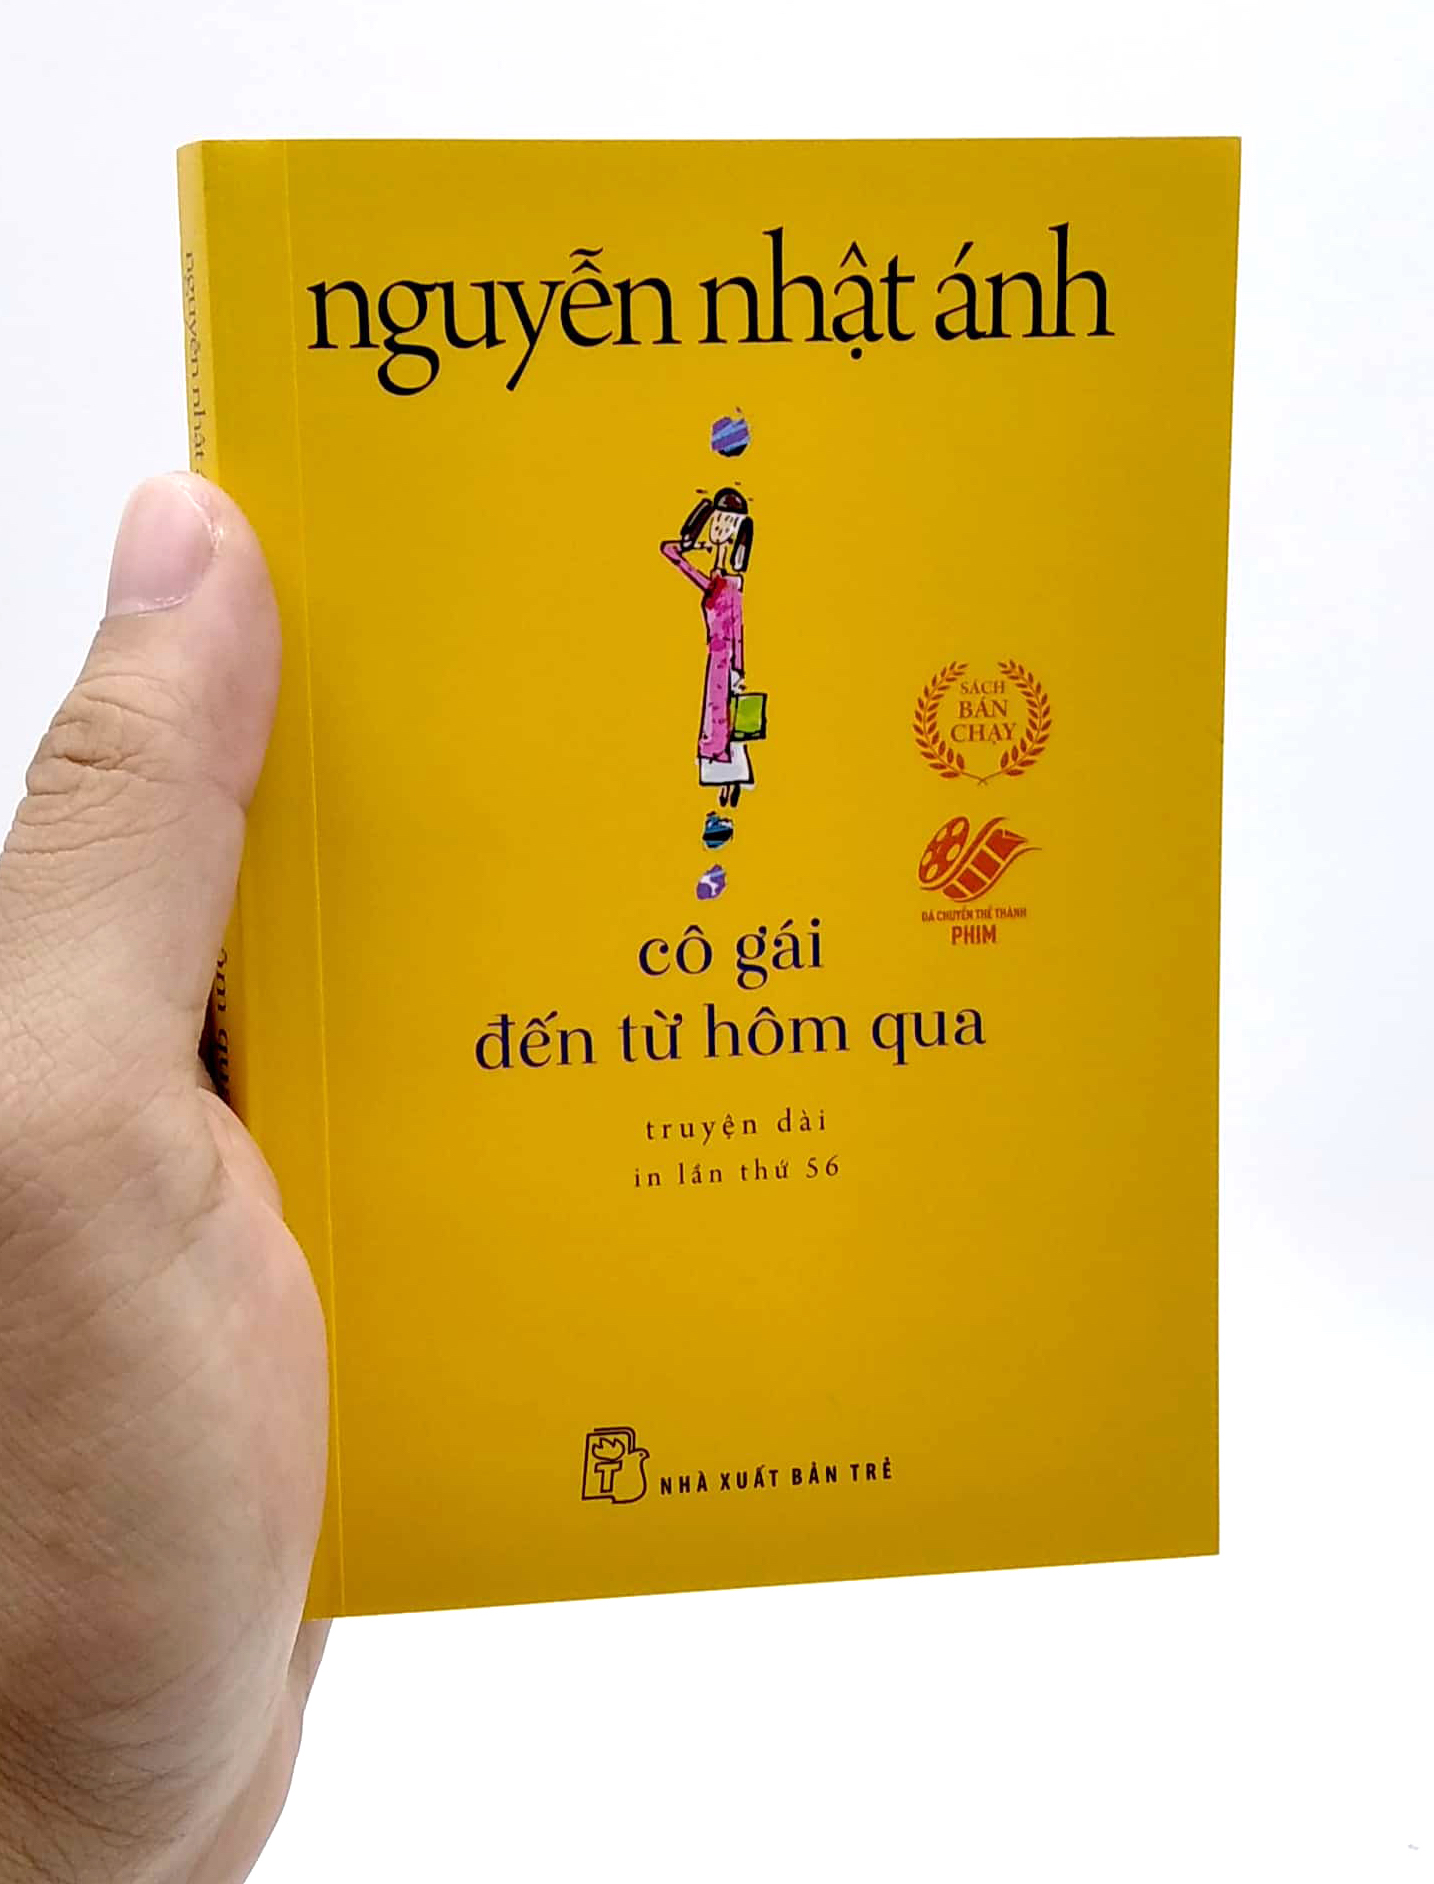 nguyễn nhật ánh
SÁCH
BÁN
CHẠY
ĐÃ CHUYỂN THỂ THÀNH
PHIM
cô gái
đến từ hôm qua
truyện dài
in lần thứ 56
T
NHÀ XUẤT BẢN TRẺ
nguyễn nhật